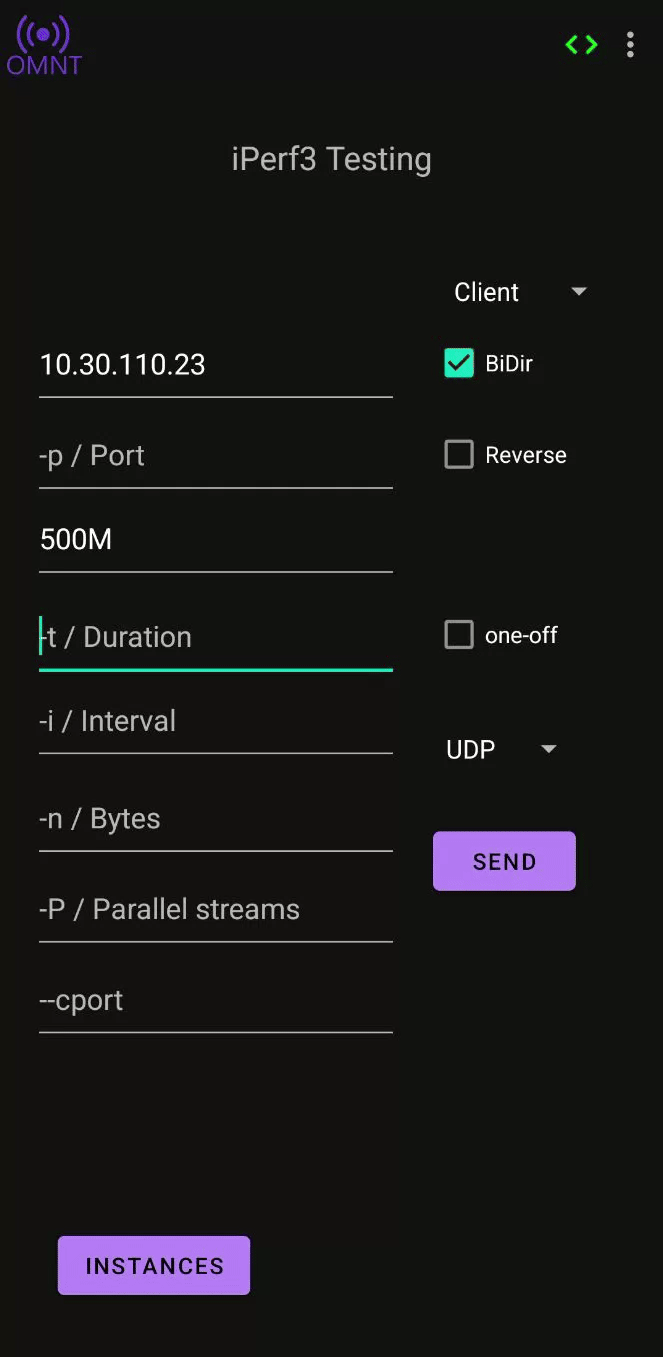 OMNT
iPerf3 Testing
Client
10.30.110.23
BiDir
-p / Port
Reverse
500M
-t / Duration
one-off
-i / Interval
UDP
-n / Bytes
SEND
-P / Parallel streams
--cport
INSTANCES